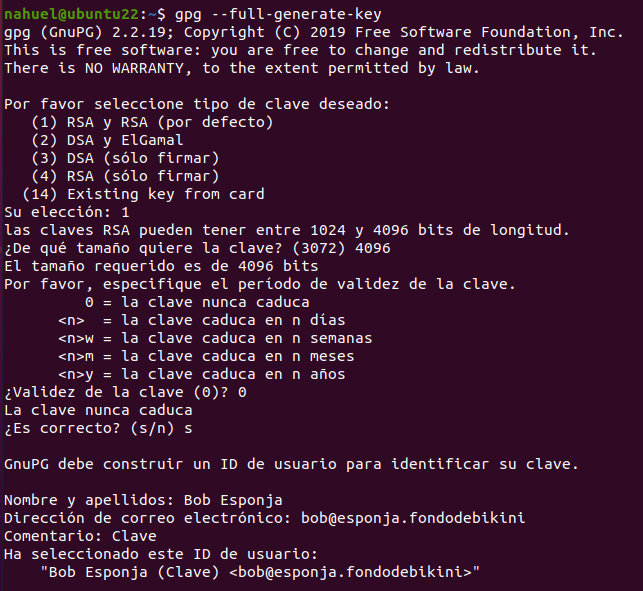 nahuel@ubuntu22:~$ gpg --full-generate-key
gpg (GnuPG) 2.2.19; Copyright (C) 2019 Free Software Foundation, Inc.
This is free software: you are free to change and redistribute it.
There is NO WARRANTY, to the extent permitted by law.

Por favor seleccione tipo de clave deseado:
   (1) RSA y RSA (por defecto)
   (2) DSA y ElGamal
   (3) DSA (sólo firmar)
   (4) RSA (sólo firmar)
  (14) Existing key from card
Su elección: 1
las claves RSA pueden tener entre 1024 y 4096 bits de longitud.
¿De qué tamaño quiere la clave? (3072) 4096
El tamaño requerido es de 4096 bits
Por favor, especifique el período de validez de la clave.
         0 = la clave nunca caduca
      <n>  = la clave caduca en n días
      <n>w = la clave caduca en n semanas
      <n>m = la clave caduca en n meses
      <n>y = la clave caduca en n años
¿Validez de la clave (0)? 0
La clave nunca caduca
¿Es correcto? (s/n) s

GnuPG debe construir un ID de usuario para identificar su clave.

Nombre y apellidos: Bob Esponja
Dirección de correo electrónico: bob@esponja.fondodebikini
Comentario: Clave
Ha seleccionado este ID de usuario:
    "Bob Esponja (Clave) <bob@esponja.fondodebikini>"